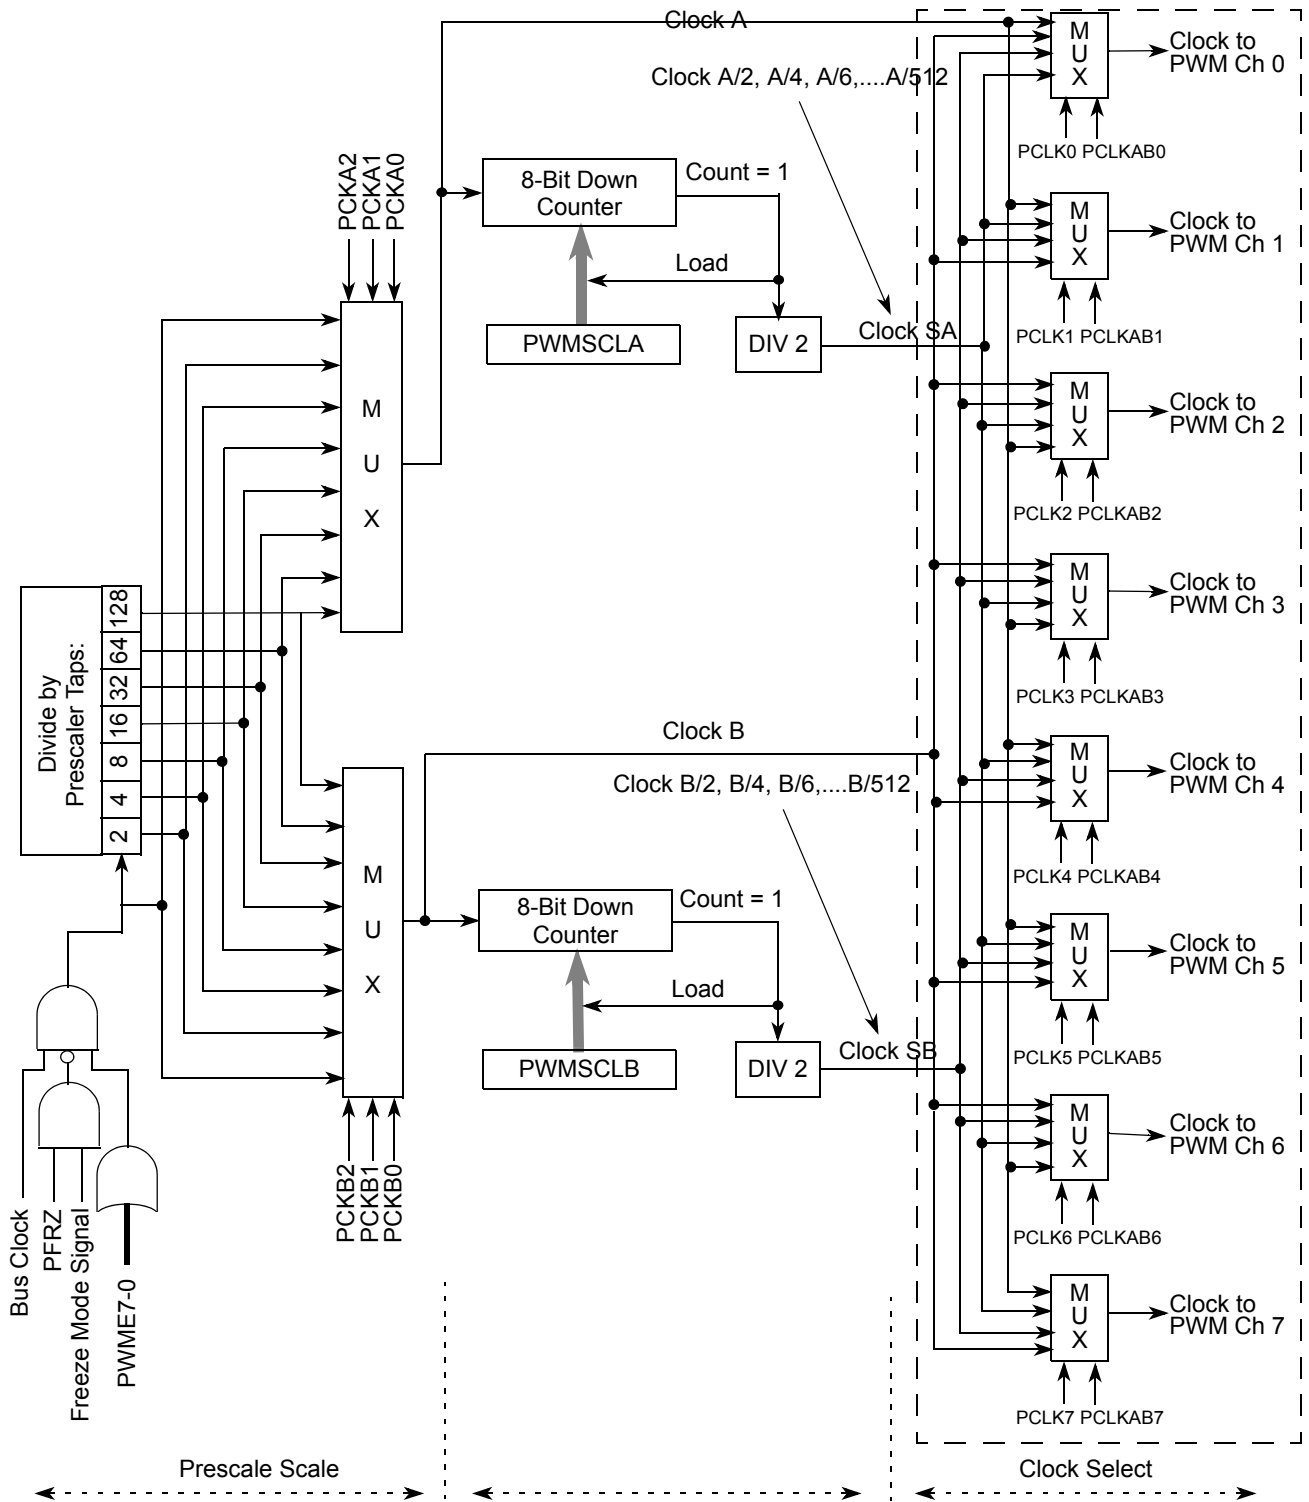 Clock A
Clock A/2, A/4, A/6,....A/512
PCKA2
PCKA1
PCKA0
8-Bit Down
Counter
Count = 1
Load
PWMSCLA
DIV 2
Clock SA
M
U
X
Divide by
Prescaler Taps:
128
64
32
16
8
4
2
Clock B
Clock B/2, B/4, B/6,....B/512
M
U
X
8-Bit Down
Counter
Count = 1
Load
PWMSCLB
DIV 2
Clock SB
PCKB2
PCKB1
PCKB0
Bus Clock
PFRZ
Freeze Mode Signal
PWME7-0
M
U
X
Clock to
PWM Ch 0
PCLK0 PCLKAB0
M
U
X
Clock to
PWM Ch 1
PCLK1 PCLKAB1
M
U
X
Clock to
PWM Ch 2
PCLK2 PCLKAB2
M
U
X
Clock to
PWM Ch 3
PCLK3 PCLKAB3
M
U
X
Clock to
PWM Ch 4
PCLK4 PCLKAB4
M
U
X
Clock to
PWM Ch 5
PCLK5 PCLKAB5
M
U
X
Clock to
PWM Ch 6
PCLK6 PCLKAB6
M
U
X
Clock to
PWM Ch 7
PCLK7 PCLKAB7
Prescale Scale
Clock Select